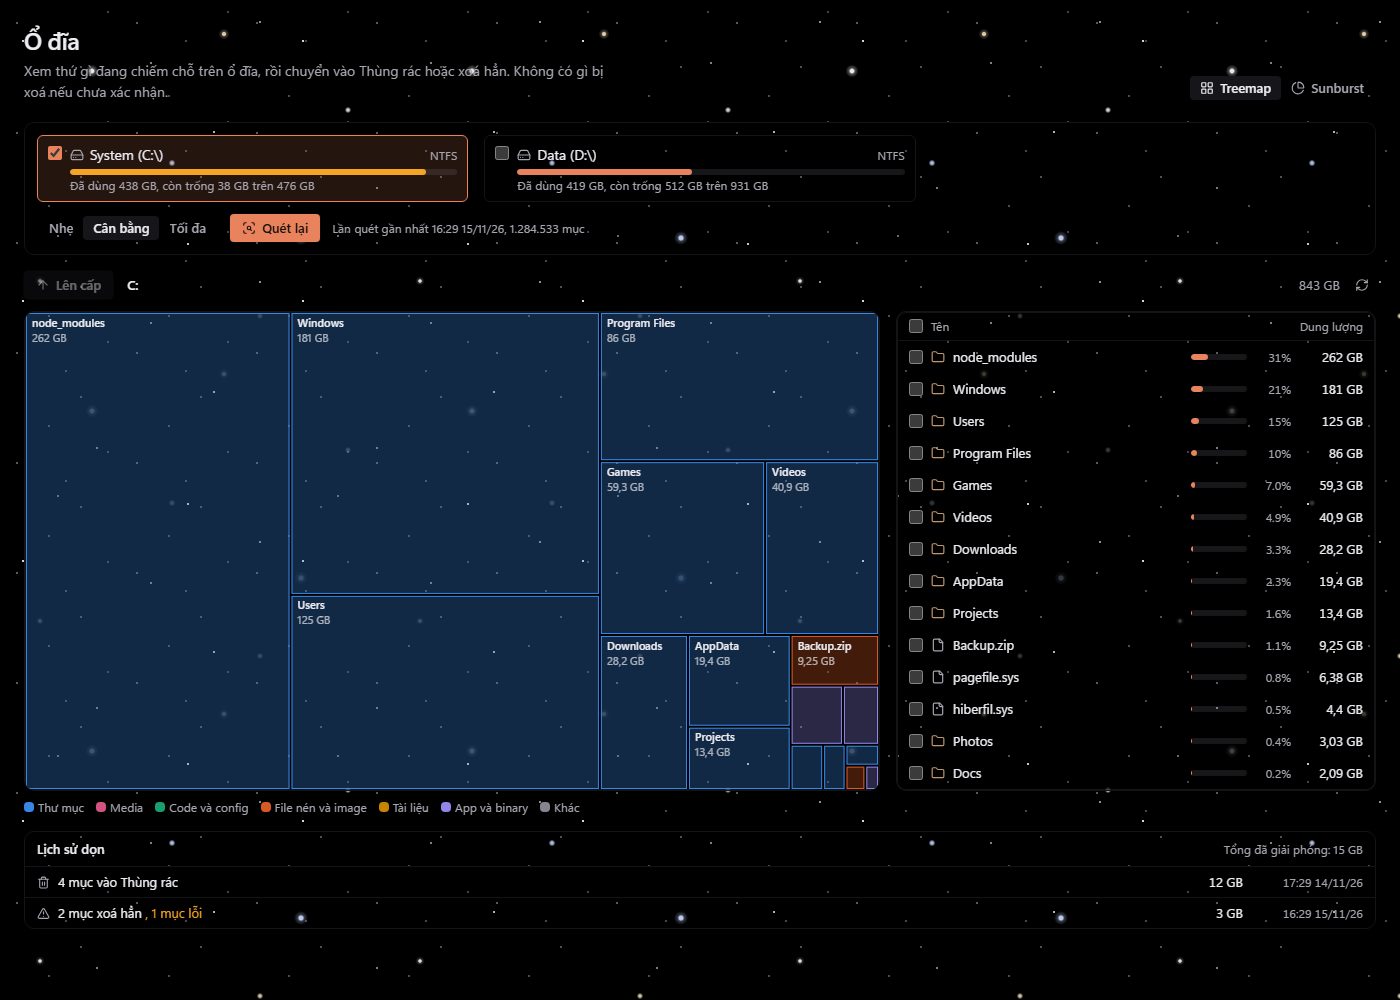 Ổ đĩa
Xem thứ gì đang chiếm chỗ trên ổ đĩa, rồi chuyển vào Thùng rác hoặc xoá hẳn. Không có gì bị
xoá nếu chưa xác nhận.
Treemap
Sunburst
System (C:\)
NTFS
Đã dùng 438 GB, còn trống 38 GB trên 476 GB
Data (D:\)
NTFS
Đã dùng 419 GB, còn trống 512 GB trên 931 GB
Nhẹ
Cân bằng
Tối đa
Quét lại
Lần quét gần nhất 16:29 15/11/26, 1.284.533 mục
Lên cấp
C:
843 GB
node_modules
262 GB
Windows
181 GB
Users
125 GB
Program Files
86 GB
Games
59,3 GB
Videos
40,9 GB
Downloads
28,2 GB
AppData
19,4 GB
Projects
13,4 GB
Backup.zip
9,25 GB
Tên
Dung lượng
node_modules 31% 262 GB
Windows 21% 181 GB
Users 15% 125 GB
Program Files 10% 86 GB
Games 7.0% 59,3 GB
Videos 4.9% 40,9 GB
Downloads 3.3% 28,2 GB
AppData 2.3% 19,4 GB
Projects 1.6% 13,4 GB
Backup.zip 1.1% 9,25 GB
pagefile.sys 0.8% 6,38 GB
hiberfil.sys 0.5% 4,4 GB
Photos 0.4% 3,03 GB
Docs 0.2% 2,09 GB
Thư mục
Media
Code và config
File nén và image
Tài liệu
App và binary
Khác
Lịch sử dọn
Tổng đã giải phóng: 15 GB
4 mục vào Thùng rác
12 GB
17:29 14/11/26
2 mục xoá hẳn , 1 mục lỗi
3 GB
16:29 15/11/26